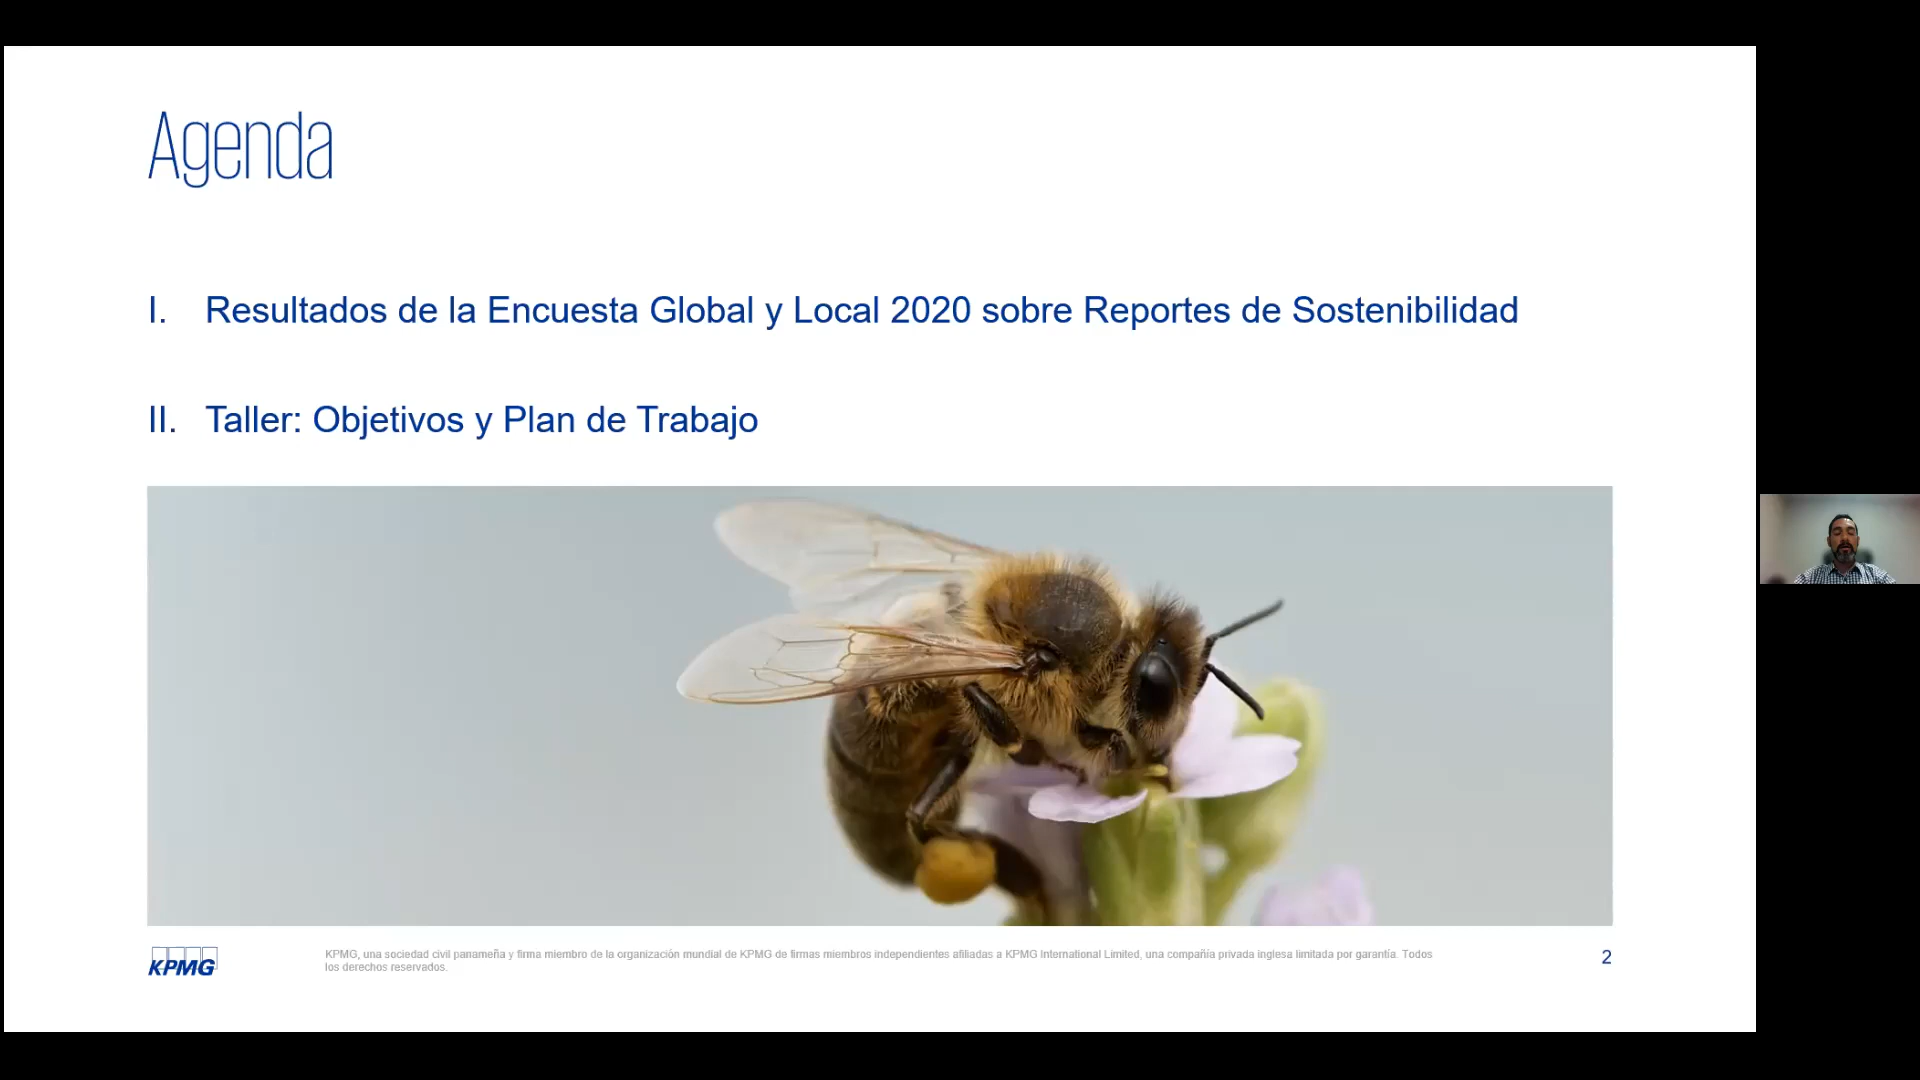 Agenda
I. Resultados de la Encuesta Global y Local 2020 sobre Reportes de Sostenibilidad
II. Taller: Objetivos y Plan de Trabajo
KPMG
KPMG, una sociedad civil panameña y firma miembro de la organización mundial de KPMG de firmas miembros independientes afiliadas a KPMG International Limited, una compañía privada inglesa limitada por garantía. Todos
los derechos reservados.
2